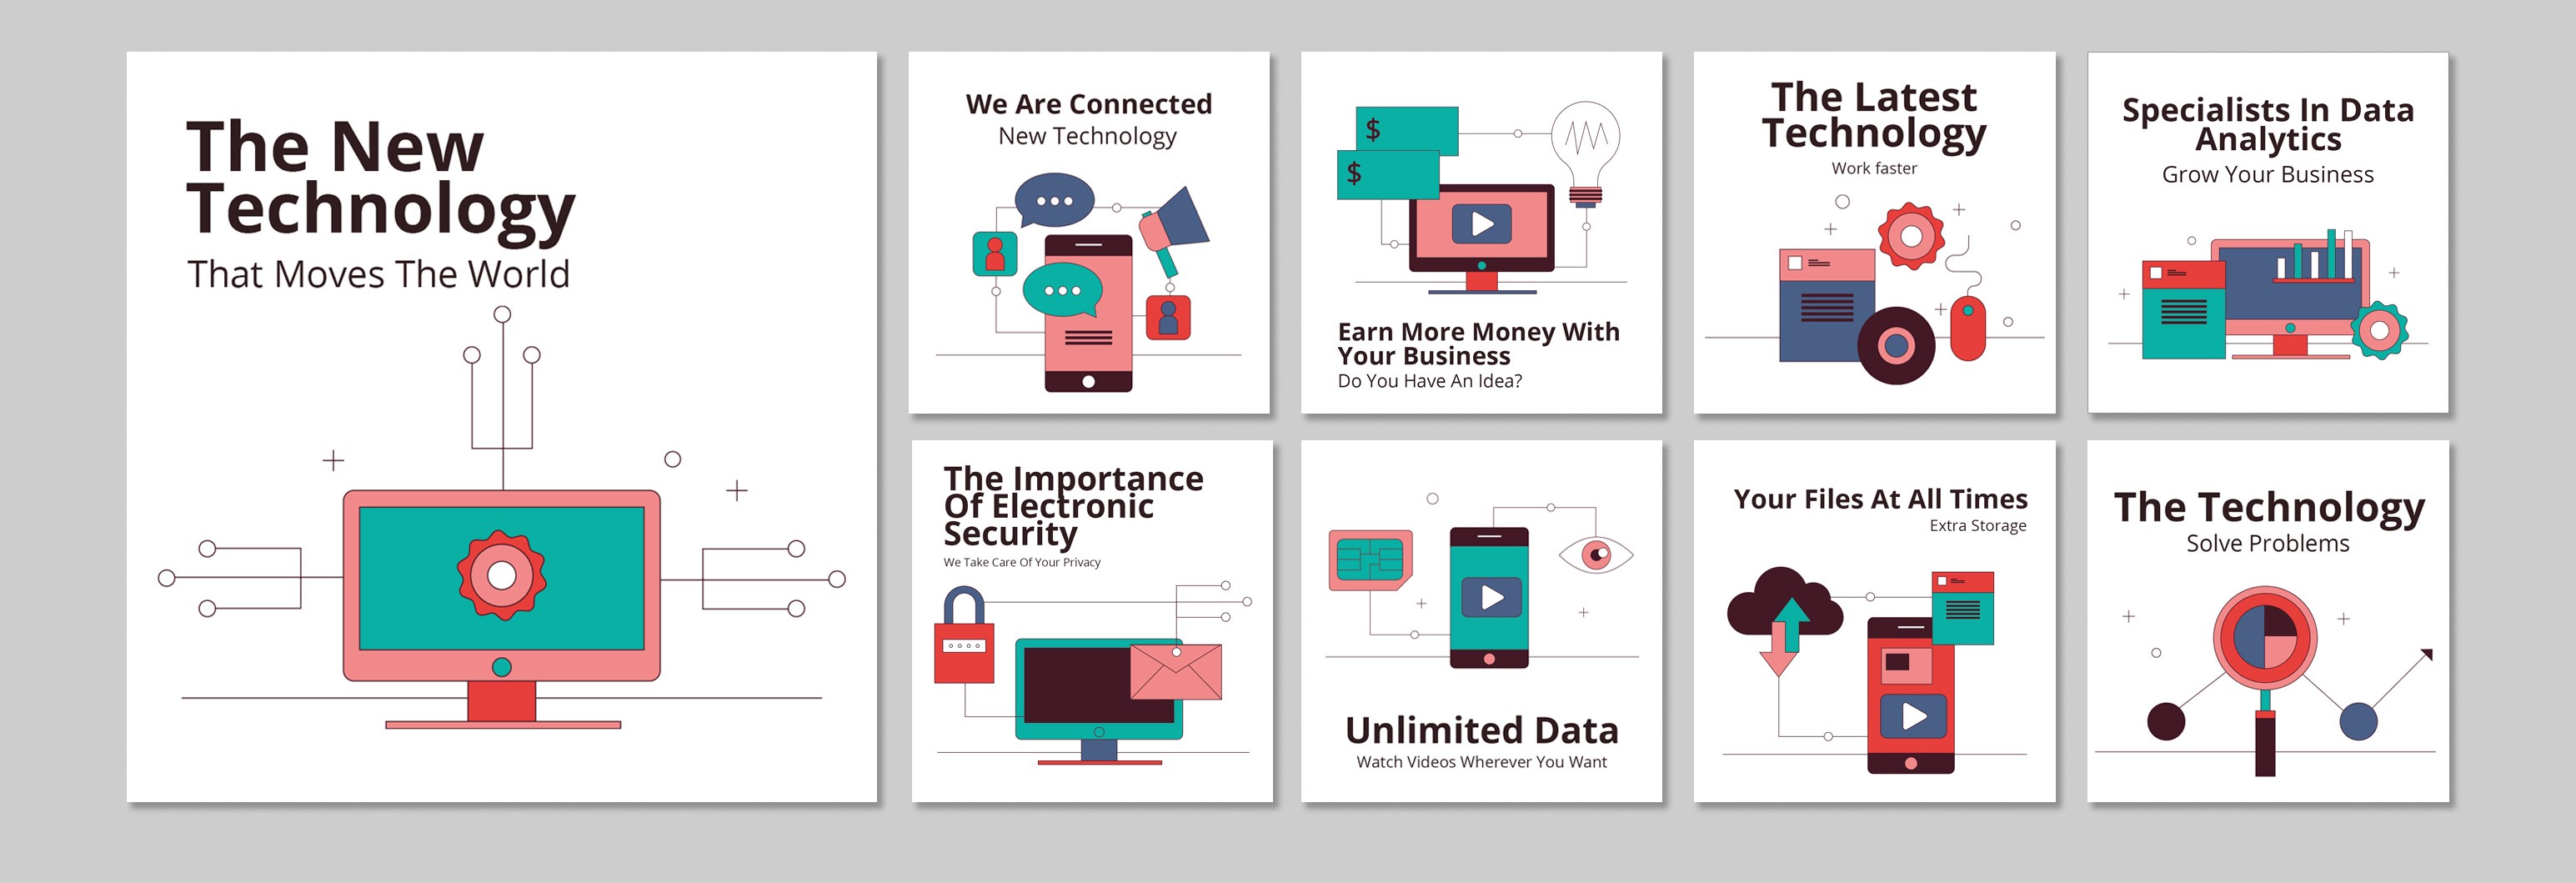 The New
Technology
That Moves The World
We Are Connected
New Technology
$
$
Earn More Money With
Your Business
Do You Have An Idea?
The Latest
Technology
Work faster
Specialists In Data
Analytics
Grow Your Business
The Importance
Of Electronic
Security
We Take Care Of Your Privacy
Unlimited Data
Watch Videos Wherever You Want
Your Files At All Times
Extra Storage
The Technology
Solve Problems